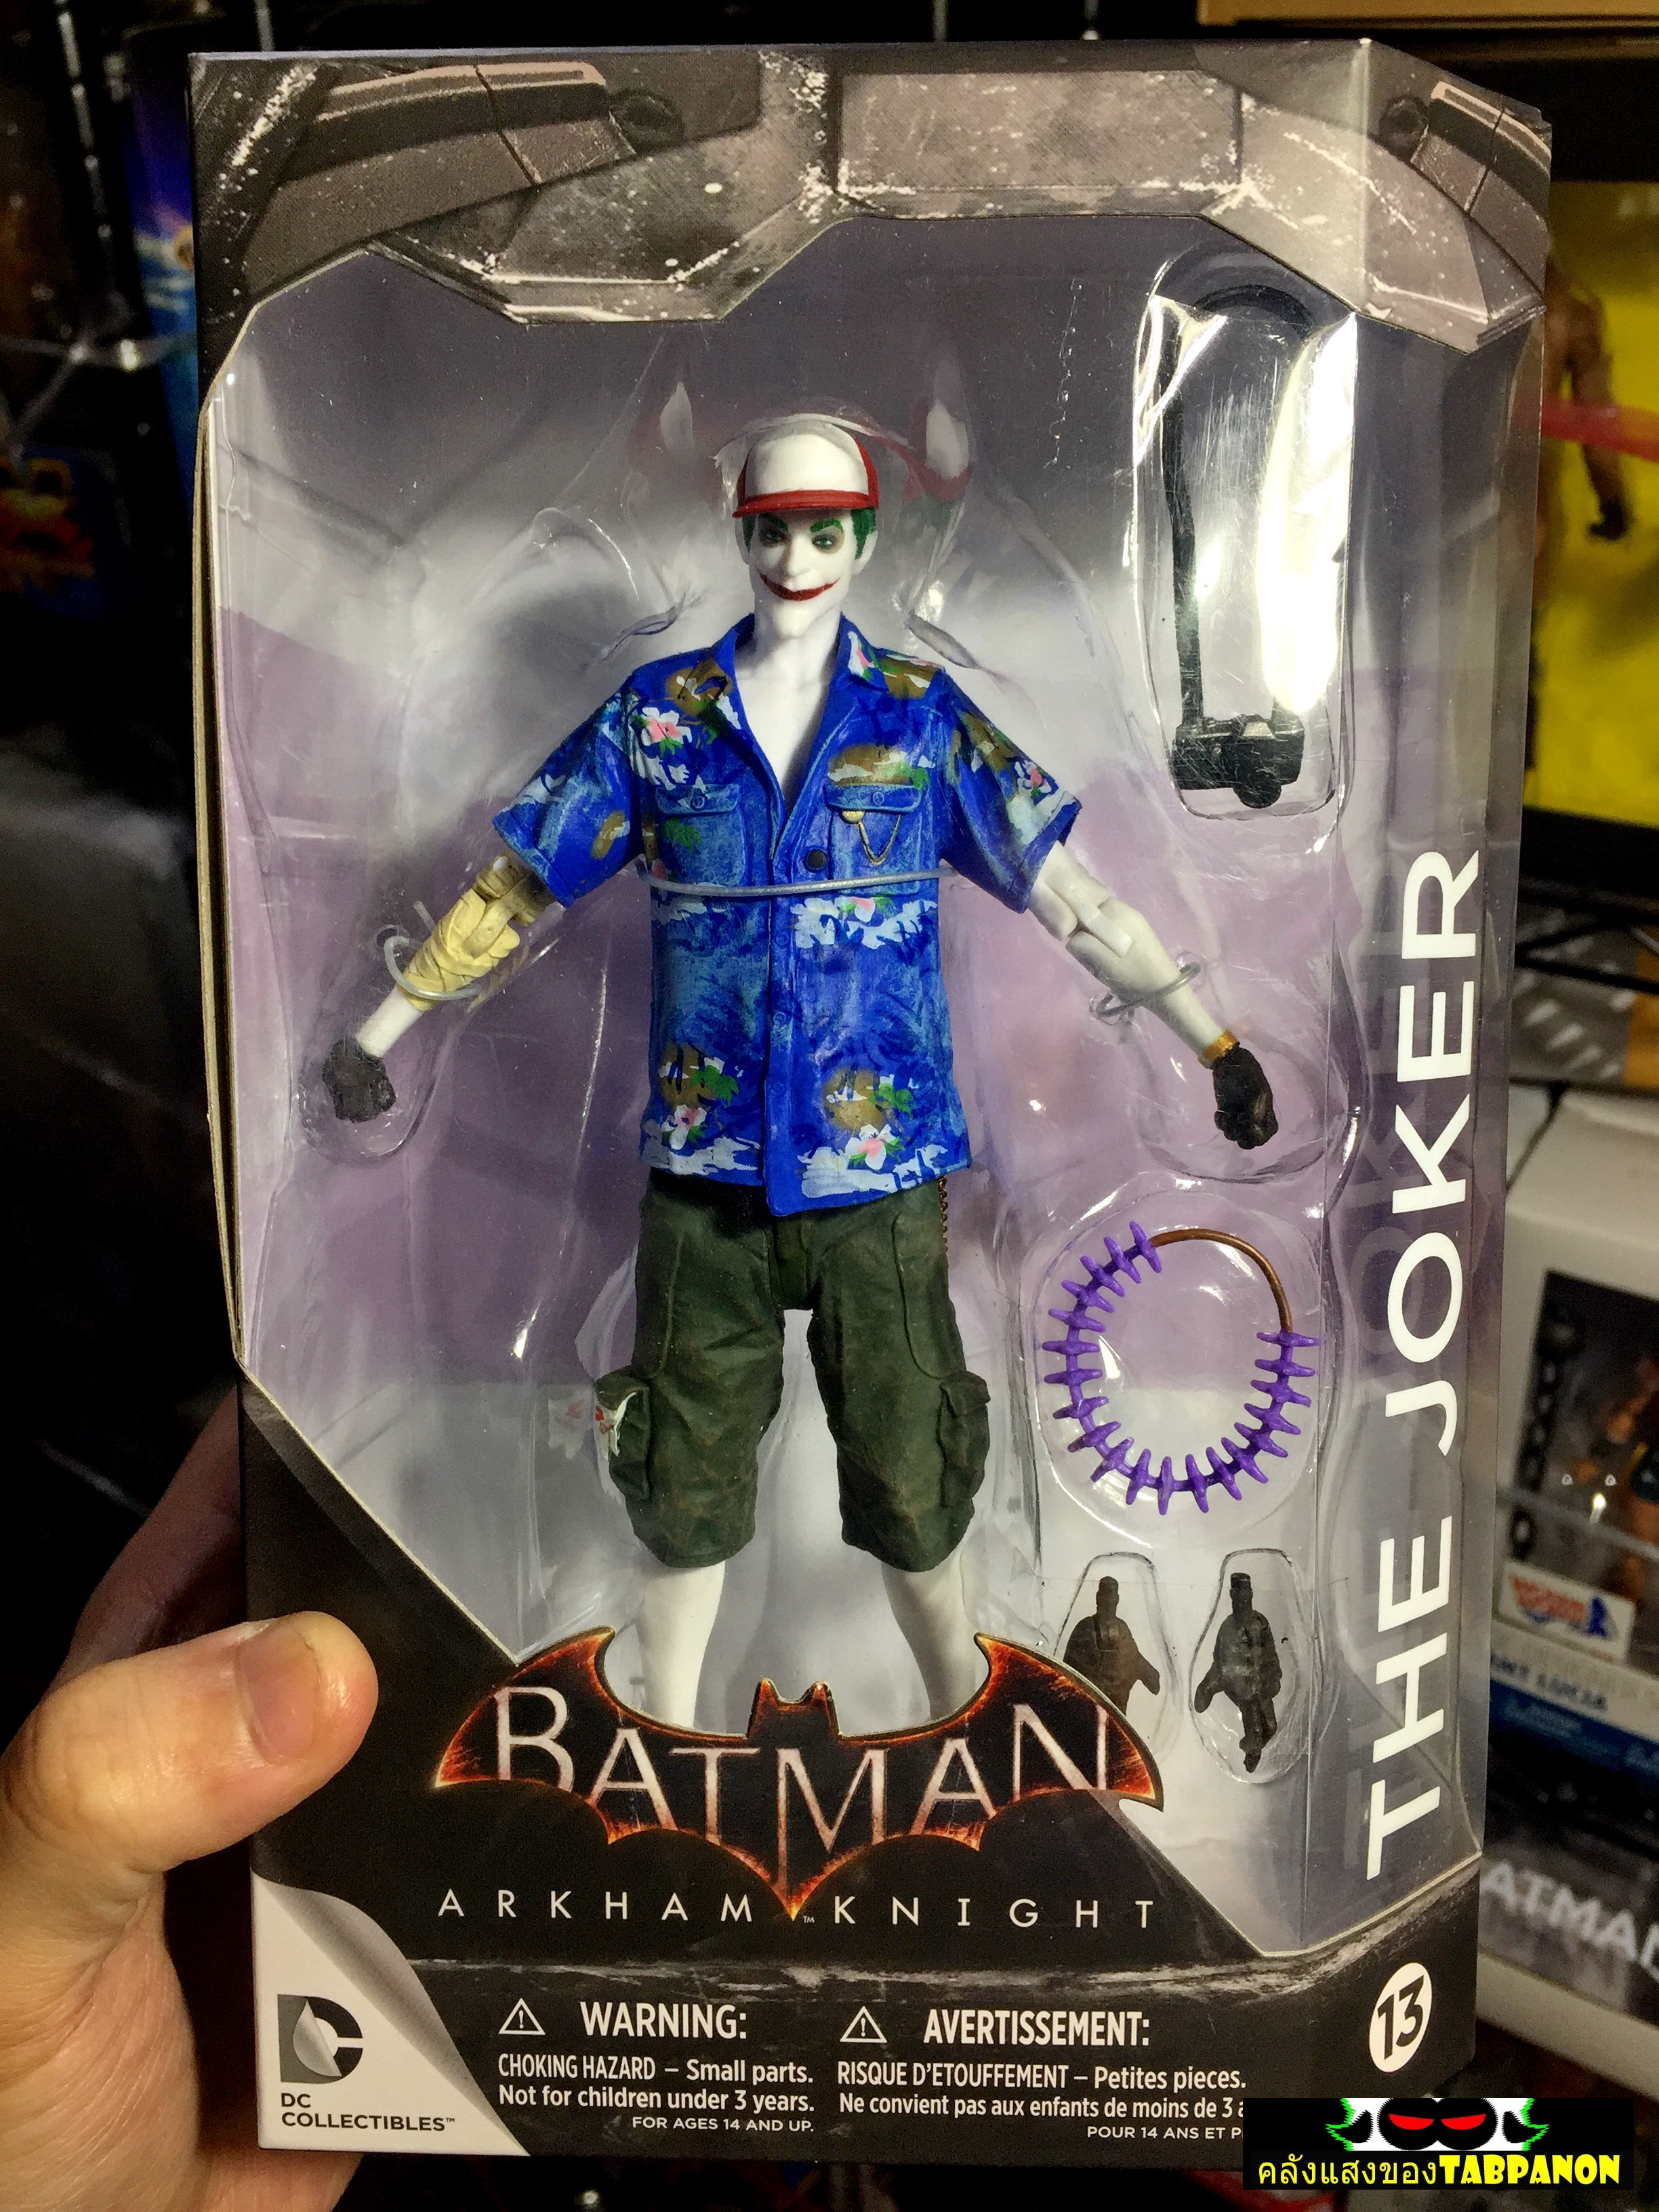 THE JOKER
BATMAN
ARKHAM KNIGHT
TM
13
DC
COLLECTIBLES™
WARNING:
CHOKING HAZARD – Small parts.
Not for children under 3 years.
FOR AGES 14 AND UP.
AVERTISSEMENT:
RISQUE D'ETOUFFEMENT – Petites pieces.
Ne convient pas aux enfants de moins de 3 a
POUR 14 ANS ET P
ATMAN
คลังแสงของTABPANON